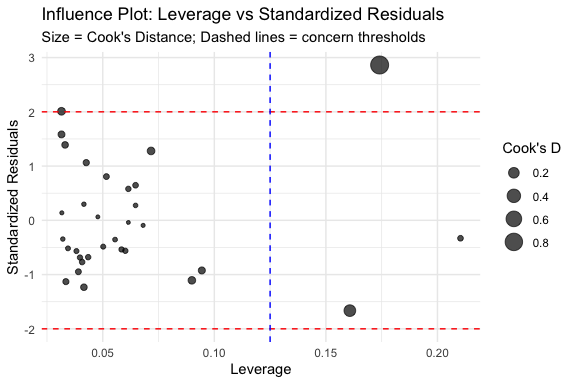 Influence Plot: Leverage vs Standardized Residuals
Size = Cook's Distance; Dashed lines = concern thresholds
3
2
1
0
-1
-2
Standardized Residuals
0.05 0.10 0.15 0.20
Leverage
Cook's D
0.2
0.4
0.6
0.8